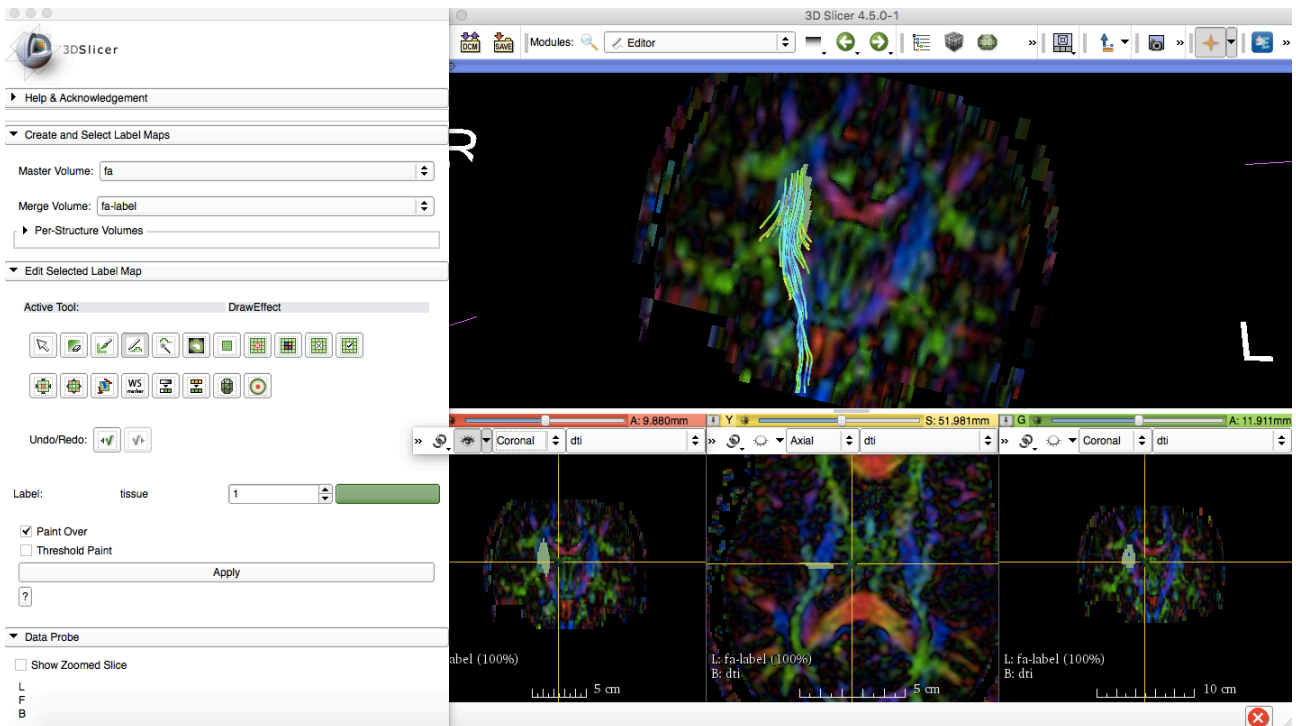 3D Slicer 4.5.0-1
3DSlicer
DCM
SAVE
Modules:
Editor
»
»
»
Help & Acknowledgement
Create and Select Label Maps
Master Volume:
fa
Merge Volume:
fa-label
Per-Structure Volumes
Edit Selected Label Map
Active Tool:
DrawEffect
WS
marker
Undo/Redo:
Label:
tissue
1
Paint Over
Threshold Paint
Apply
?
Data Probe
Show Zoomed Slice
L
F
B
R
L
A: 9.880mm
Y
S: 51.981mm
G
A: 11.911mm
»
Coronal
dti
»
Axial
dti
»
Coronal
dti
abel (100%)
5 cm
L: fa-label (100%)
B: dti
5 cm
L: fa-label (100%)
B: dti
10 cm